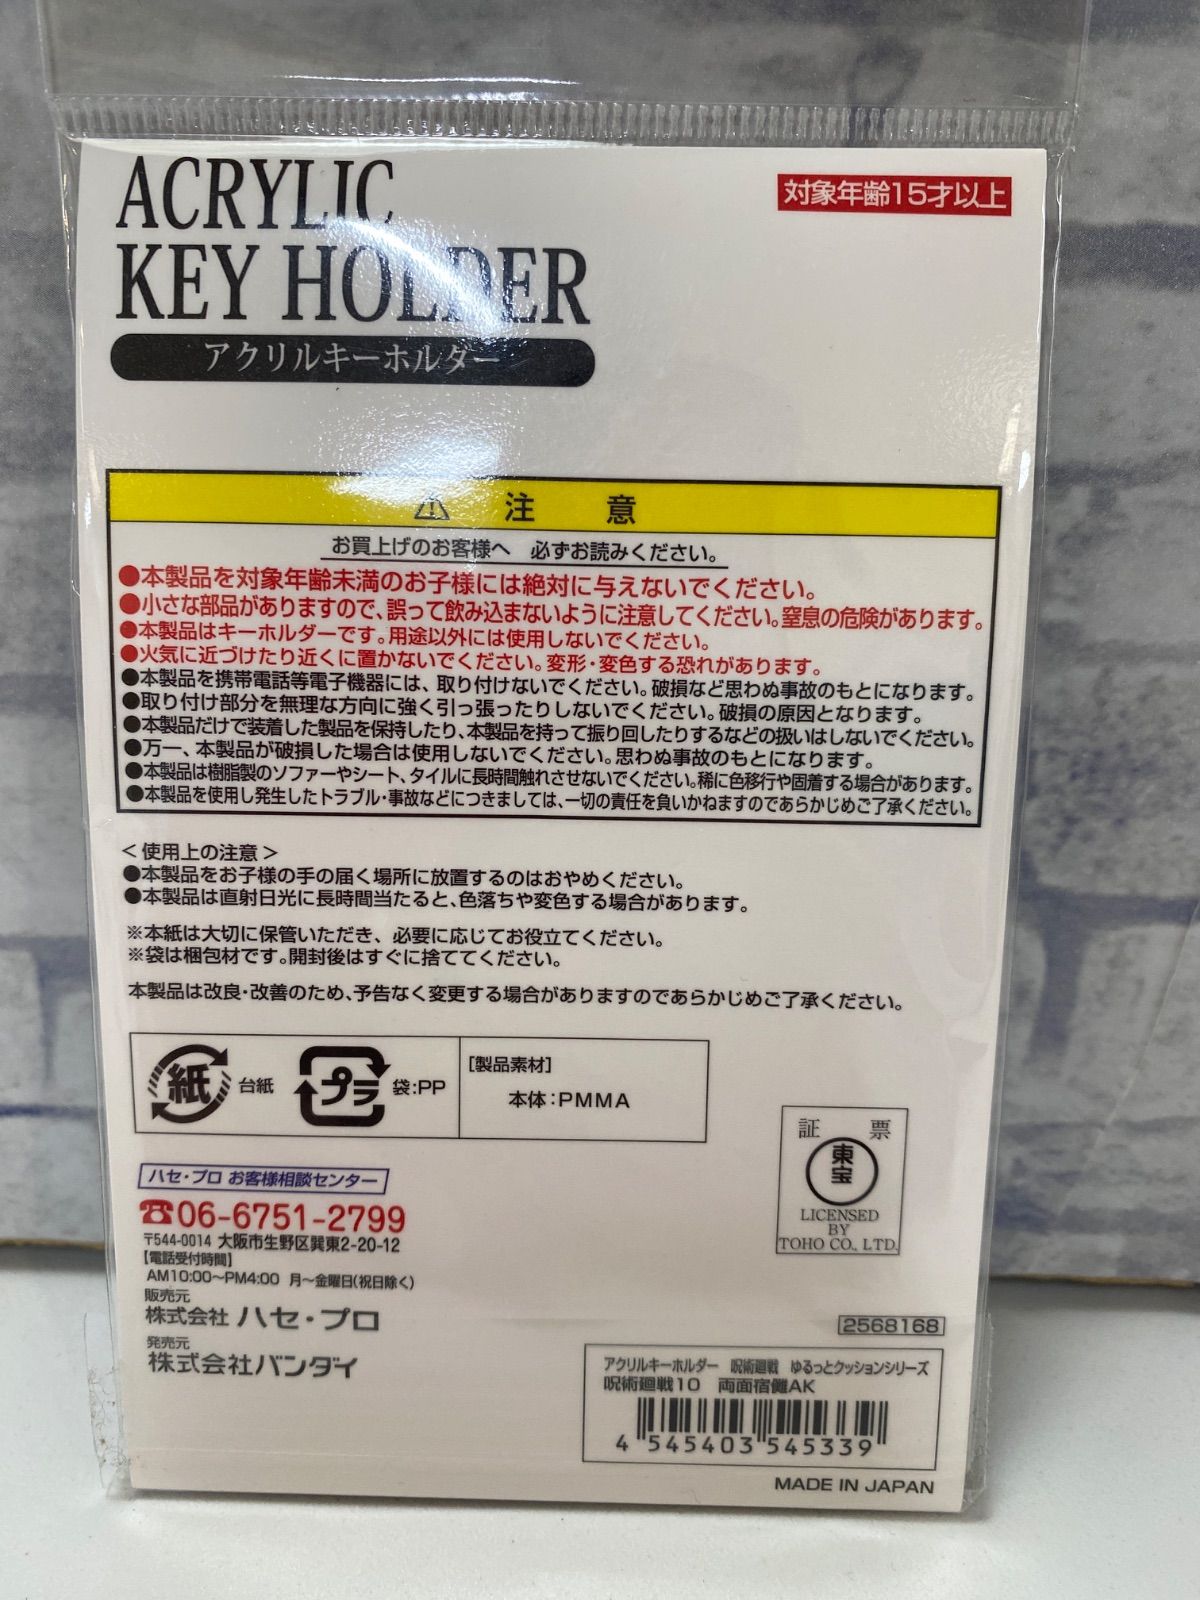 ACRYLIC
KEY HOLDER
アクリルキーホルダー
対象年齢15才以上
⚠ 注 意
お買上げのお客様へ 必ずお読みください。
●本製品を対象年齢未満のお子様には絶対に与えないでください。
●小さな部品がありますので、誤って飲み込まないように注意してください。窒息の危険があります。
●本製品はキーホルダーです。用途以外には使用しないでください。
●火気に近づけたり近くに置かないでください。変形・変色する恐れがあります。
●本製品を携帯電話等電子機器には、取り付けないでください。破損など思わぬ事故のもとになります。
●取り付け部分を無理な方向に強く引っ張ったりしないでください。破損の原因となります。
●本製品だけで装着した製品を保持したり、本製品を持って振り回したりするなどの扱いはしないでください。
●万一、本製品が破損した場合は使用しないでください。思わぬ事故のもとになります。
●本製品は樹脂製のソファーやシート、タイルに長時間触れさせないでください。稀に色移行や固着する場合があります。
●本製品を使用し発生したトラブル・事故などにつきましては、一切の責任を負いかねますのであらかじめご了承ください。
＜使用上の注意＞
●本製品をお子様の手の届く場所に放置するのはおやめください。
●本製品は直射日光に長時間当たると、色落ちや変色する場合があります。
※本紙は大切に保管いただき、必要に応じてお役立てください。
※袋は梱包材です。開封後はすぐに捨ててください。
本製品は改良・改善のため、予告なく変更する場合がありますのであらかじめご了承ください。
紙 台紙 プラ 袋:PP
[製品素材]
本体：PMMA
証 票
東宝
LICENSED
BY
TOHO CO., LTD.
ハセ・プロ お客様相談センター
☎06-6751-2799
〒544-0014 大阪市生野区巽東2-20-12
【電話受付時間】
AM10:00〜PM4:00 月〜金曜日(祝日除く)
販売元
株式会社 ハセ・プロ
発売元
株式会社バンダイ
2568168
アクリルキーホルダー 呪術廻戦 ゆるっとクッションシリーズ
呪術廻戦10 両面宿儺AK
4 545403 545339
MADE IN JAPAN